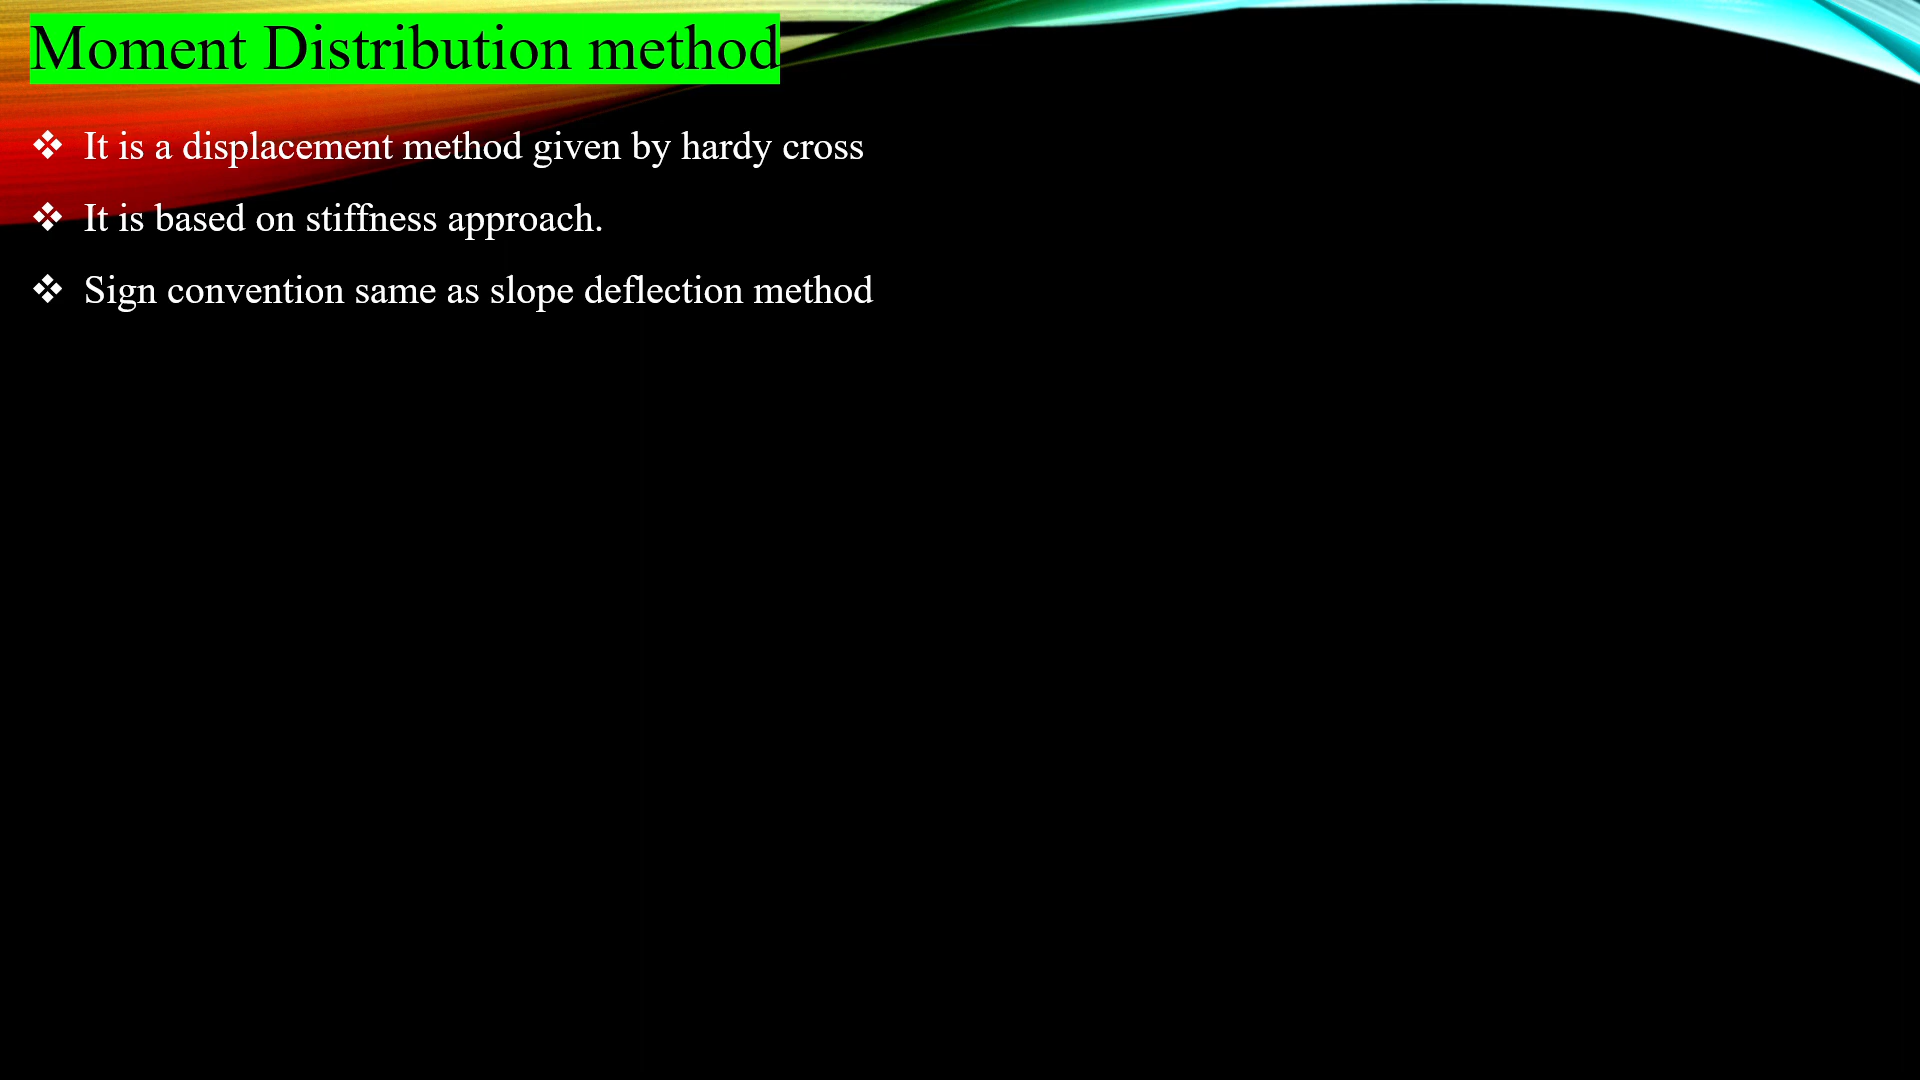 Moment Distribution method
❖ It is a displacement method given by hardy cross
❖ It is based on stiffness approach.
❖ Sign convention same as slope deflection method